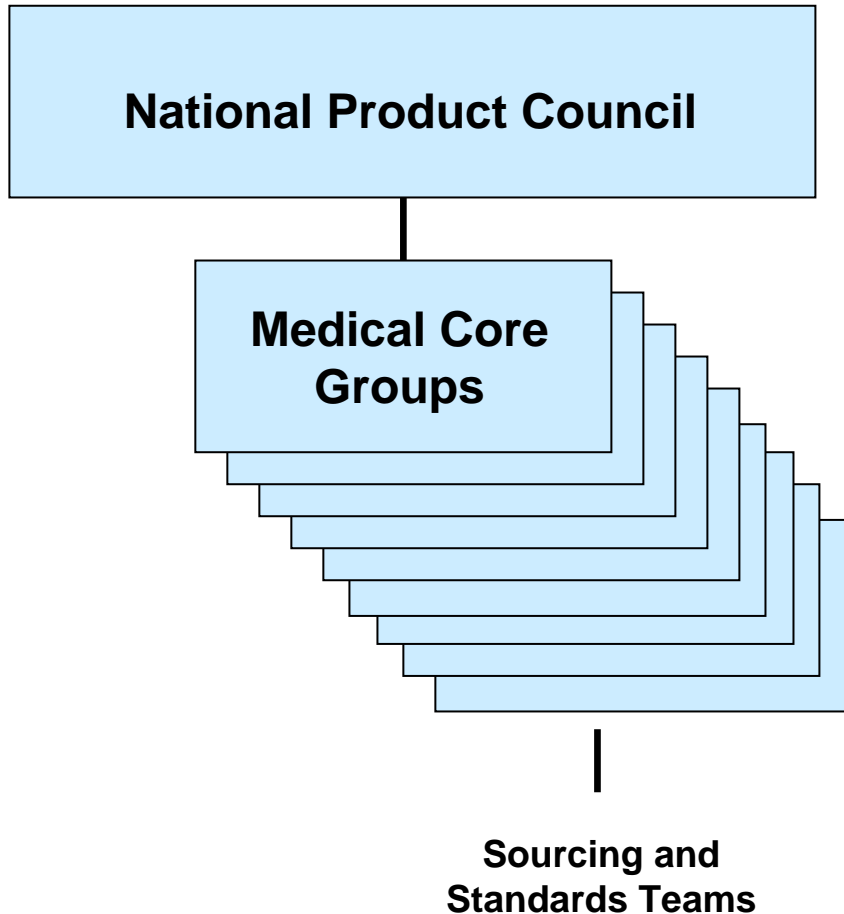 National Product Council
Medical Core
Groups
Sourcing and
Standards Teams